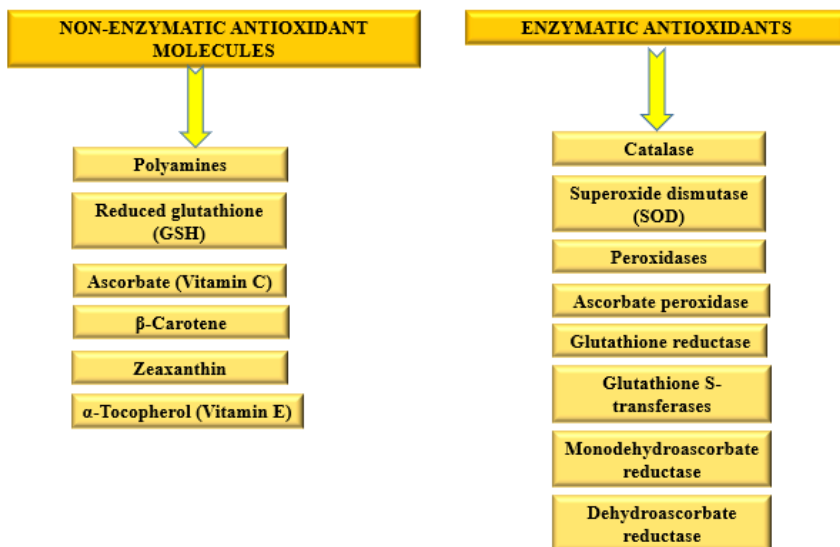 NON-ENZYMATIC ANTIOXIDANT
MOLECULES
Polyamines
Reduced glutathione
(GSH)
Ascorbate (Vitamin C)
β-Carotene
Zeaxanthin
α-Tocopherol (Vitamin E)
ENZYMATIC ANTIOXIDANTS
Catalase
Superoxide dismutase
(SOD)
Peroxidases
Ascorbate peroxidase
Glutathione reductase
Glutathione S-
transferases
Monodehydroascorbate
reductase
Dehydroascorbate
reductase